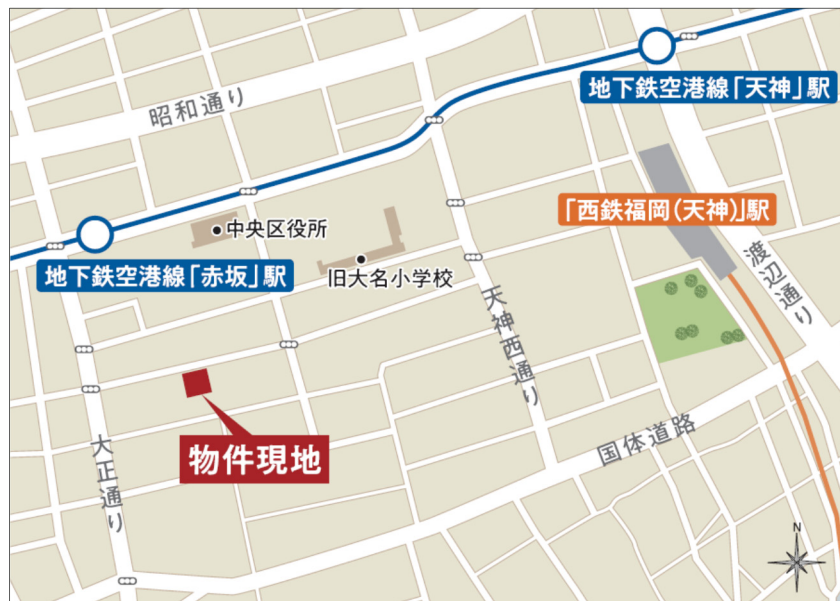 昭和通り
地下鉄空港線「天神」駅
「西鉄福岡(天神)」駅
中央区役所
地下鉄空港線「赤坂」駅
旧大名小学校
渡辺通り
天神西通り
物件現地
大正通り
国体道路
N